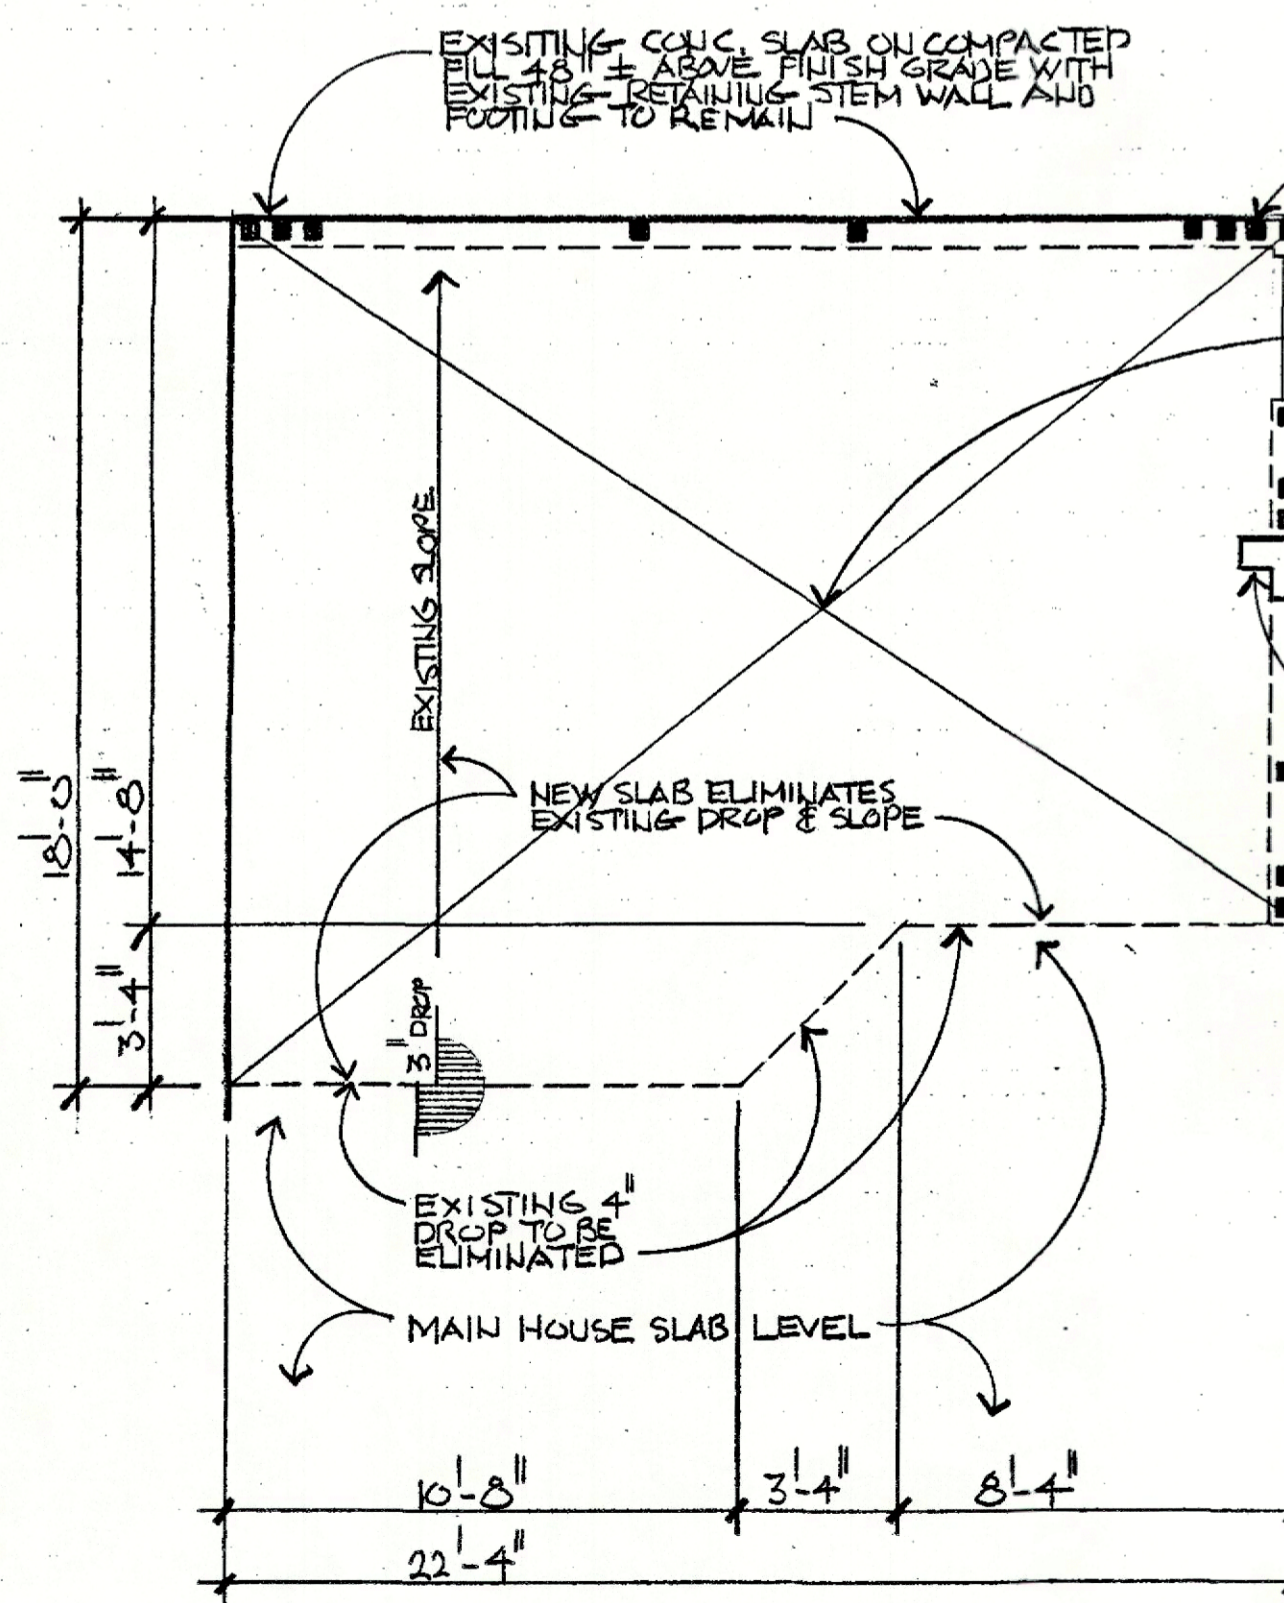 EXISITING CONC. SLAB ON COMPACTED
FILL 48" ± ABOVE FINISH GRADE WITH
EXISTING RETAINING STEM WALL AND
FOOTING TO REMAIN
EXISTING SLOPE.
18'-0"
14'-8"
NEW SLAB ELIMINATES
EXISTING DROP & SLOPE
3'-4"
3" DROP
EXISTING 4"
DROP TO BE
ELIMINATED
MAIN HOUSE SLAB LEVEL
10'-8"
3'-4"
8'-4"
22'-4"